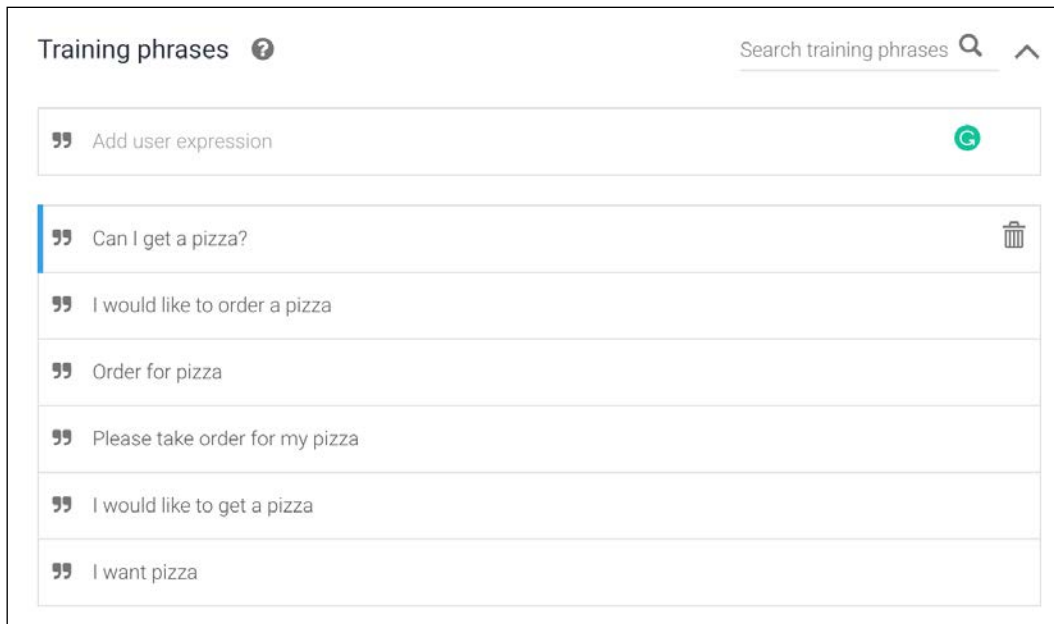 Training phrases ?
Search training phrases
Add user expression
Can I get a pizza?
I would like to order a pizza
Order for pizza
Please take order for my pizza
I would like to get a pizza
I want pizza